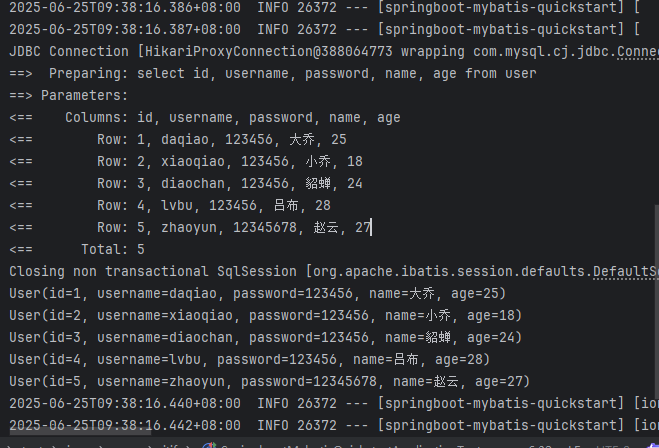 2025-06-25T09:38:16.386+08:00  INFO 26372 --- [springboot-mybatis-quickstart] [
2025-06-25T09:38:16.387+08:00  INFO 26372 --- [springboot-mybatis-quickstart] [
JDBC Connection [HikariProxyConnection@388064773 wrapping com.mysql.cj.jdbc.Connec
==>  Preparing: select id, username, password, name, age from user
==> Parameters:
<==    Columns: id, username, password, name, age
<==        Row: 1, daqiao, 123456, 大乔, 25
<==        Row: 2, xiaoqiao, 123456, 小乔, 18
<==        Row: 3, diaochan, 123456, 貂蝉, 24
<==        Row: 4, lvbu, 123456, 吕布, 28
<==        Row: 5, zhaoyun, 12345678, 赵云, 27
<==      Total: 5
Closing non transactional SqlSession [org.apache.ibatis.session.defaults.DefaultSq
User(id=1, username=daqiao, password=123456, name=大乔, age=25)
User(id=2, username=xiaoqiao, password=123456, name=小乔, age=18)
User(id=3, username=diaochan, password=123456, name=貂蝉, age=24)
User(id=4, username=lvbu, password=123456, name=吕布, age=28)
User(id=5, username=zhaoyun, password=12345678, name=赵云, age=27)
2025-06-25T09:38:16.440+08:00  INFO 26372 --- [springboot-mybatis-quickstart] [ion
2025-06-25T09:38:16.442+08:00  INFO 26372 --- [springboot-mybatis-quickstart] [ion